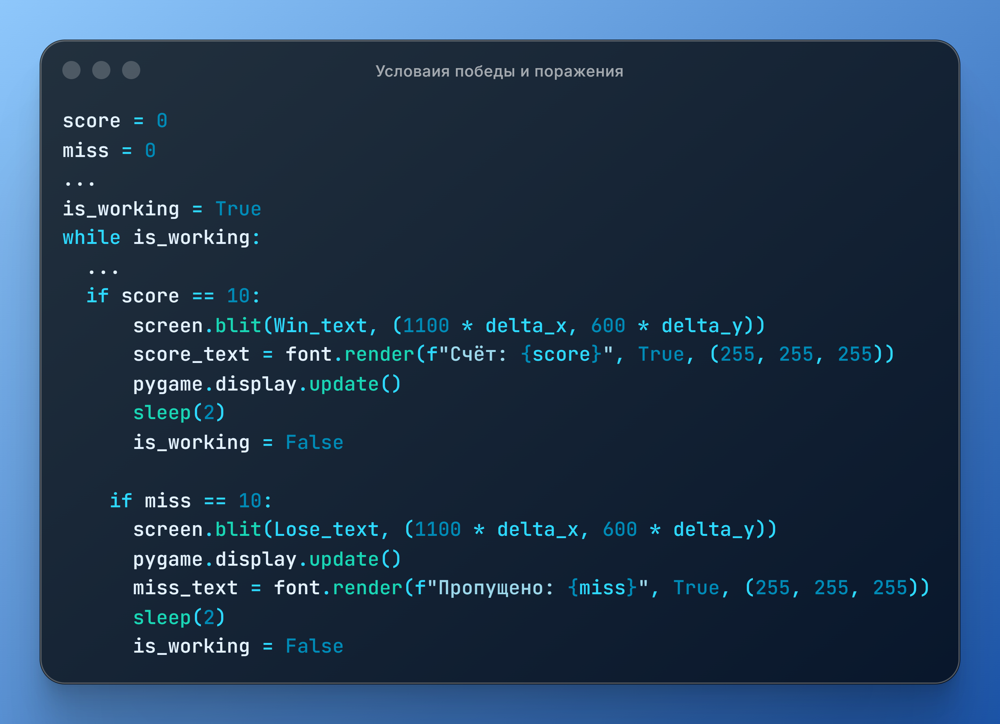 Условаия победы и поражения
score = 0
miss = 0
...
is_working = True
while is_working:
  ...
  if score == 10:
      screen.blit(Win_text, (1100 * delta_x, 600 * delta_y))
      score_text = font.render(f"Счёт: {score}", True, (255, 255, 255))
      pygame.display.update()
      sleep(2)
      is_working = False

    if miss == 10:
      screen.blit(Lose_text, (1100 * delta_x, 600 * delta_y))
      pygame.display.update()
      miss_text = font.render(f"Пропущено: {miss}", True, (255, 255, 255))
      sleep(2)
      is_working = False